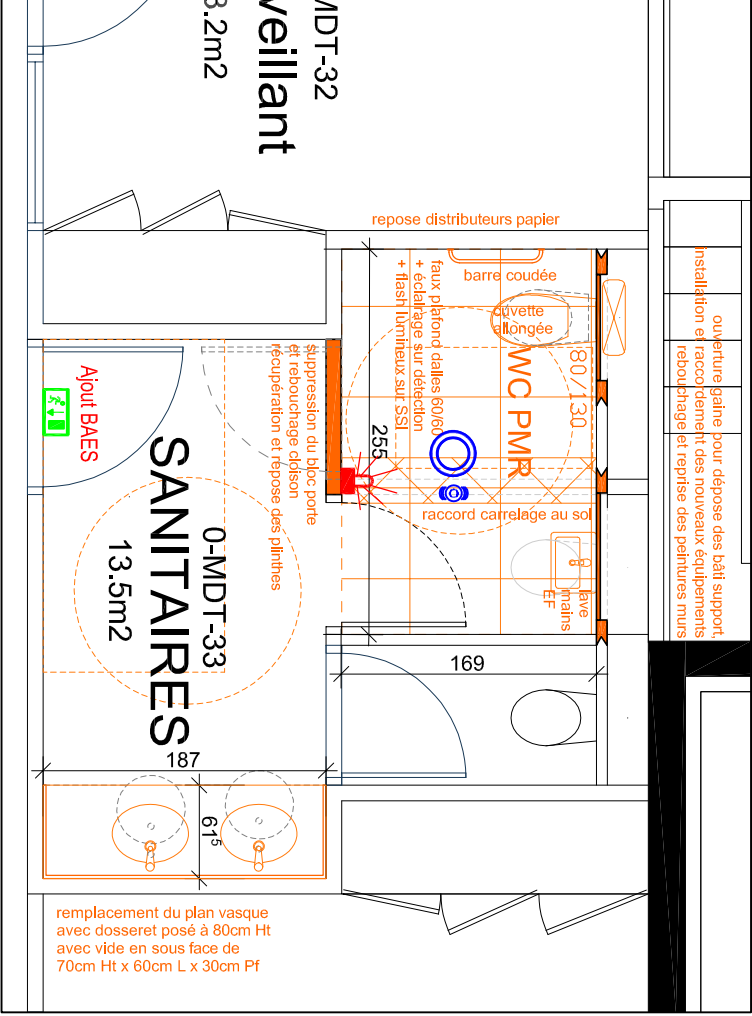 MDT-32
veillant
3.2m2
repose distributeurs papier
barre coudée
cuvette
allongée
faux plafond dalles 60/60
+ éclairage sur détection
+ flash lumineux sur SSI
WC PMR
80/130
255
raccord carrelage au sol
lave
mains
EF
ouverture gaine pour dépose des bâti support,
installation et raccordement des nouveaux équipements
rebouchage et reprise des peintures murs
suppression du bloc porte
et rebouchage cloison
récupération et repose des plinthes
Ajout BAES
0-MDT-33
SANITAIRES
13.5m2
169
187
61⁵
remplacement du plan vasque
avec dosseret posé à 80cm Ht
avec vide en sous face de
70cm Ht x 60cm L x 30cm Pf